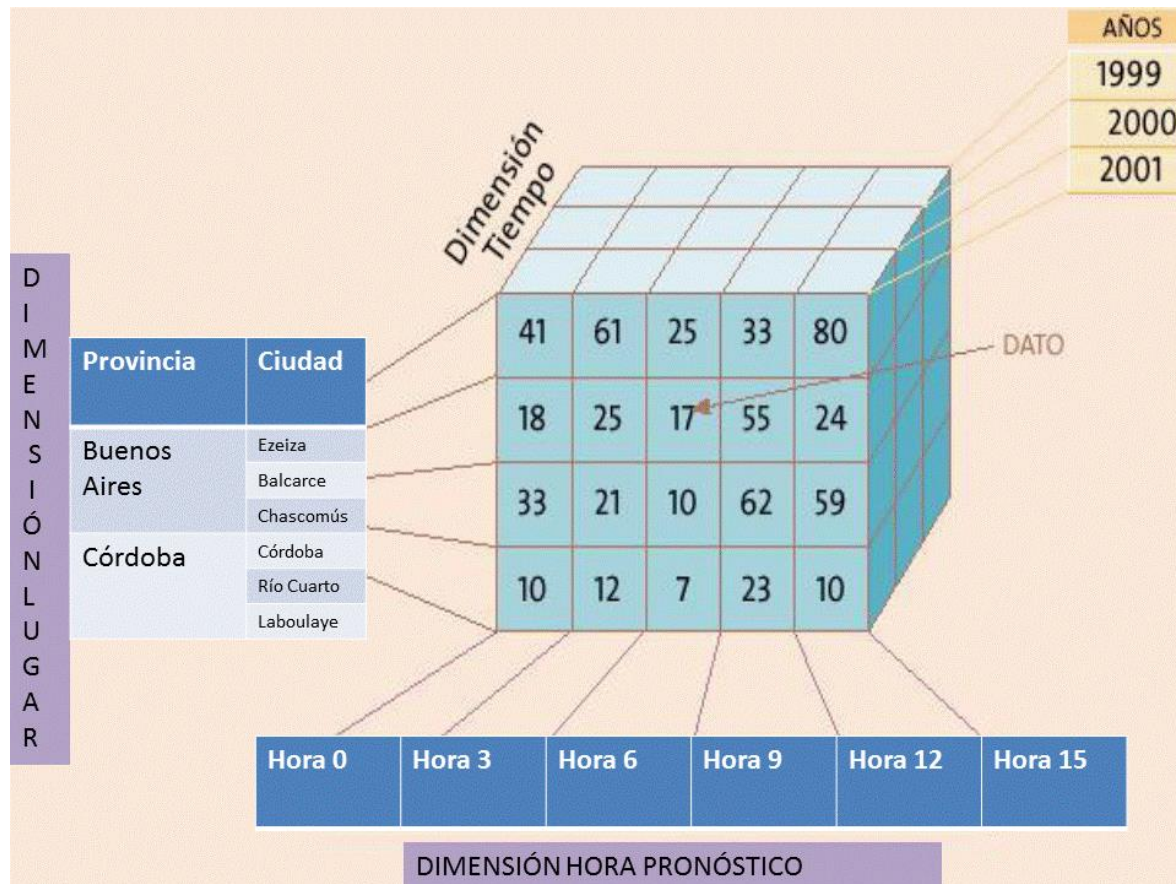 AÑOS
1999
2000
2001
Dimensión
Tiempo
DIMENSIÓN LUGAR
Provincia Ciudad
Buenos Aires
Ezeiza
Balcarce
Chascomús
Córdoba
Córdoba
Río Cuarto
Laboulaye
41 61 25 33 80
18 25 17 55 24
33 21 10 62 59
10 12 7 23 10
DATO
Hora 0 Hora 3 Hora 6 Hora 9 Hora 12 Hora 15
DIMENSIÓN HORA PRONÓSTICO